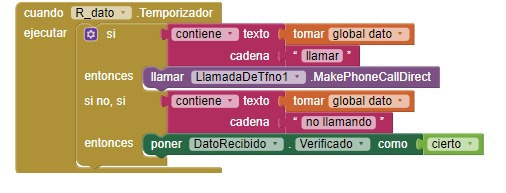 cuando R_dato .Temporizador
ejecutar si contiene texto tomar global dato
cadena " llamar "
entonces llamar LlamadaDeTfno1 .MakePhoneCallDirect
si no, si contiene texto tomar global dato
cadena " no llamando "
entonces poner DatoRecibido . Verificado como cierto